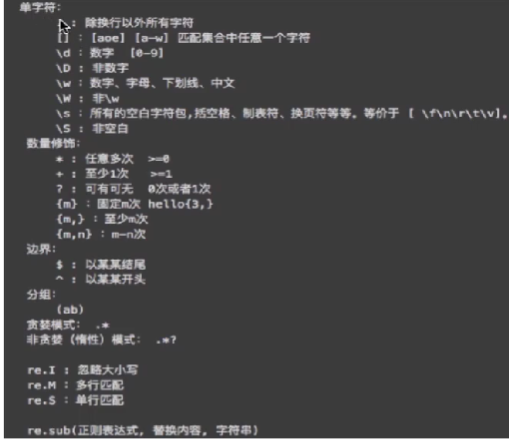 单字符:
. : 除换行以外所有字符
[] : [aoe] [a-w] 匹配集合中任意一个字符
\d : 数字 [0-9]
\D : 非数字
\w : 数字、字母、下划线、中文
\W : 非\w
\s : 所有的空白字符包,括空格、制表符、换页符等等。等价于 [ \f\n\r\t\v]。
\S : 非空白
数量修饰:
* : 任意多次 >=0
+ : 至少1次 >=1
? : 可有可无 0次或者1次
{m} : 固定m次 hello{3,}
{m,} : 至少m次
{m,n} : m-n次
边界:
$ : 以某某结尾
^ : 以某某开头
分组:
(ab)
贪婪模式: .*
非贪婪（惰性）模式: .*?
re.I : 忽略大小写
re.M : 多行匹配
re.S : 单行匹配
re.sub(正则表达式, 替换内容, 字符串)